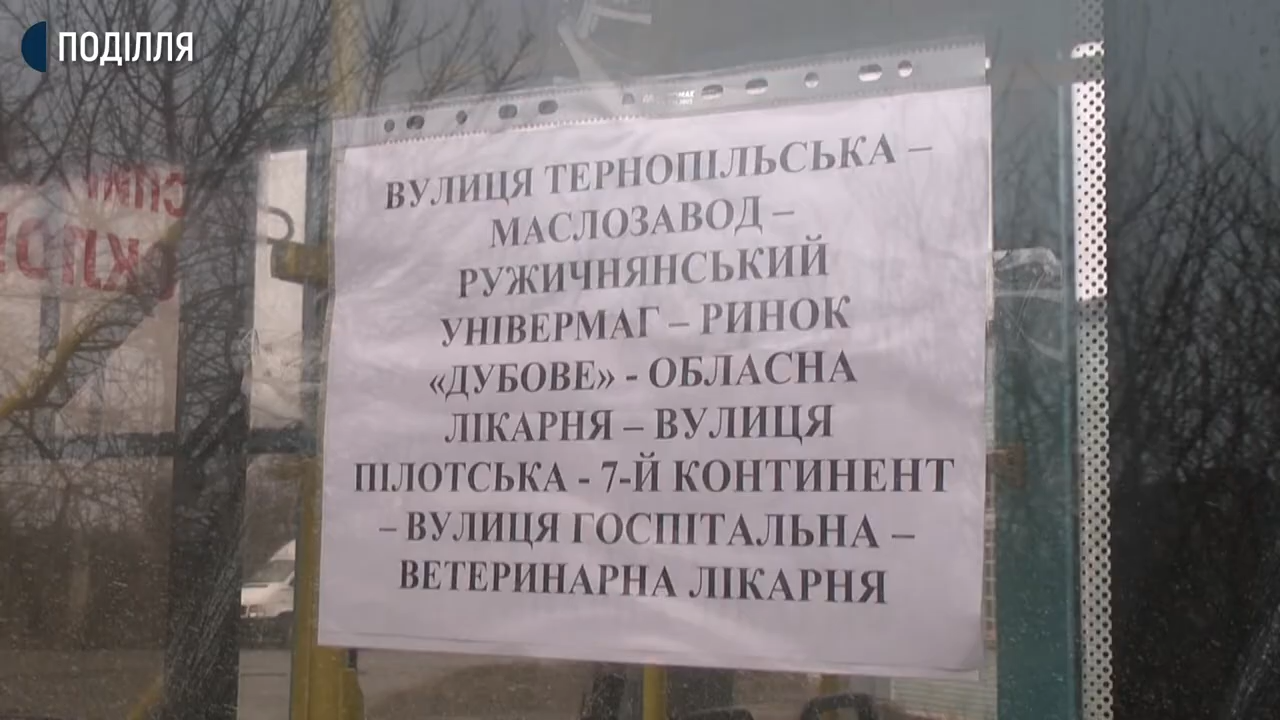 ПОДІЛЛЯ
ВУЛИЦЯ ТЕРНОПІЛЬСЬКА –
МАСЛОЗАВОД –
РУЖИЧНЯНСЬКИЙ
УНІВЕРМАГ – РИНОК
«ДУБОВЕ» - ОБЛАСНА
ЛІКАРНЯ – ВУЛИЦЯ
ПІЛОТСЬКА - 7-Й КОНТИНЕНТ
– ВУЛИЦЯ ГОСПІТАЛЬНА –
ВЕТЕРИНАРНА ЛІКАРНЯ